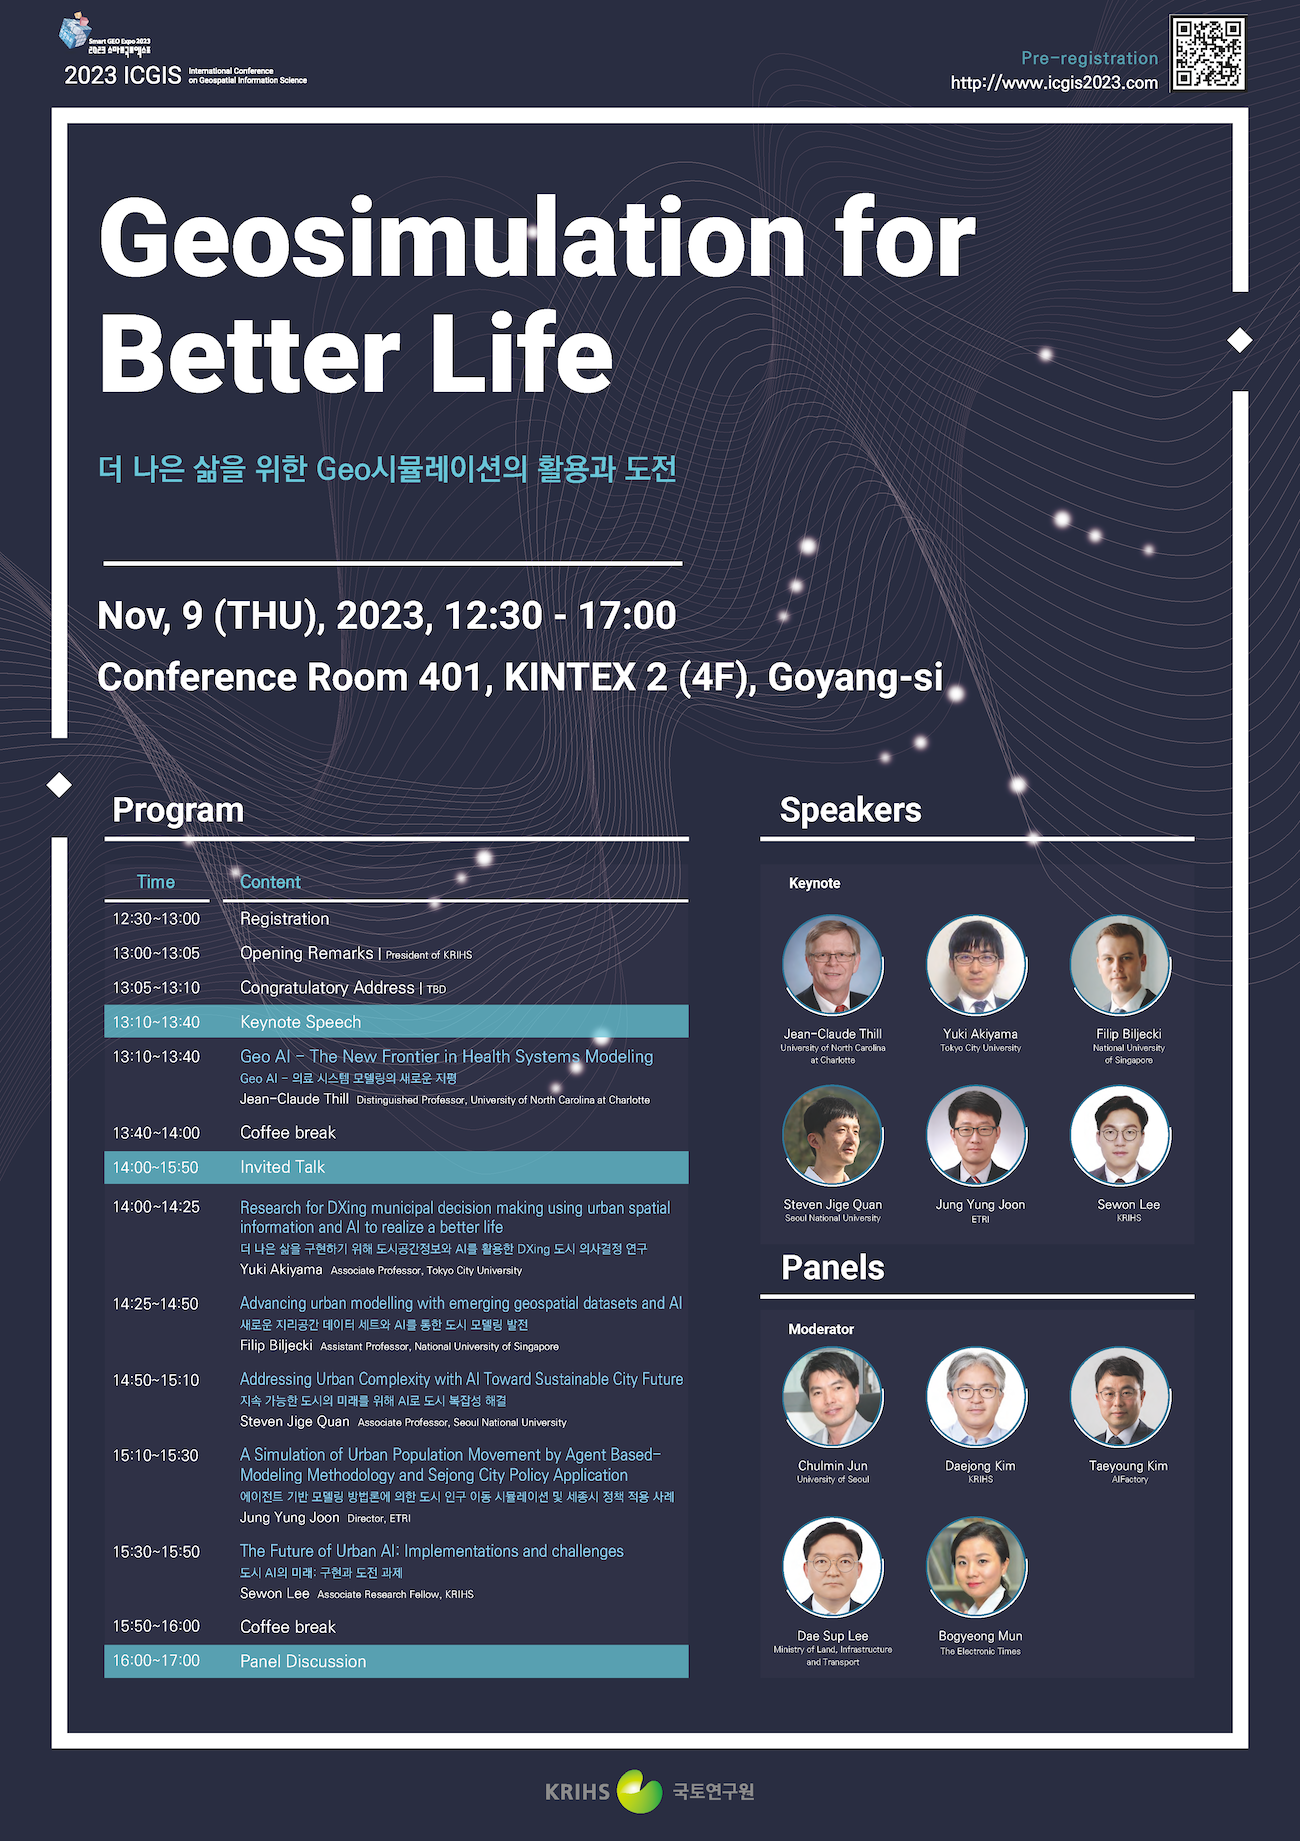 Smart GEO Expo 2023
2023 스마트국토엑스포
2023 ICGIS
International Conference
on Geospatial Information Science
Pre-registration
http://www.icgis2023.com
Geosimulation for
Better Life
더 나은 삶을 위한 Geo시뮬레이션의 활용과 도전
Nov, 9 (THU), 2023, 12:30 - 17:00
Conference Room 401, KINTEX 2 (4F), Goyang-si
Program
Time Content
12:30~13:00 Registration
13:00~13:05 Opening Remarks | President of KRIHS
13:05~13:10 Congratulatory Address | TBD
13:10~13:40 Keynote Speech
13:10~13:40 Geo AI - The New Frontier in Health Systems Modeling
Geo AI - 의료 시스템 모델링의 새로운 지평
Jean-Claude Thill Distinguished Professor, University of North Carolina at Charlotte
13:40~14:00 Coffee break
14:00~15:50 Invited Talk
14:00~14:25 Research for DXing municipal decision making using urban spatial
information and AI to realize a better life
더 나은 삶을 구현하기 위해 도시공간정보와 AI를 활용한 DXing 도시 의사결정 연구
Yuki Akiyama Associate Professor, Tokyo City University
14:25~14:50 Advancing urban modelling with emerging geospatial datasets and AI
새로운 지리공간 데이터 세트와 AI를 통한 도시 모델링 발전
Filip Biljecki Assistant Professor, National University of Singapore
14:50~15:10 Addressing Urban Complexity with AI Toward Sustainable City Future
지속 가능한 도시의 미래를 위해 AI로 도시 복잡성 해결
Steven Jige Quan Associate Professor, Seoul National University
15:10~15:30 A Simulation of Urban Population Movement by Agent Based-
Modeling Methodology and Sejong City Policy Application
에이전트 기반 모델링 방법론에 의한 도시 인구 이동 시뮬레이션 및 세종시 정책 적용 사례
Jung Yung Joon Director, ETRI
15:30~15:50 The Future of Urban AI: Implementations and challenges
도시 AI의 미래: 구현과 도전 과제
Sewon Lee Associate Research Fellow, KRIHS
15:50~16:00 Coffee break
16:00~17:00 Panel Discussion
Speakers
Keynote
Jean-Claude Thill
University of North Carolina
at Charlotte
Yuki Akiyama
Tokyo City University
Filip Biljecki
National University
of Singapore
Steven Jige Quan
Seoul National University
Jung Yung Joon
ETRI
Sewon Lee
KRIHS
Panels
Moderator
Chulmin Jun
University of Seoul
Daejong Kim
KRIHS
Taeyoung Kim
AIFactory
Dae Sup Lee
Ministry of Land, Infrastructure
and Transport
Bogyeong Mun
The Electronic Times
KRIHS 국토연구원